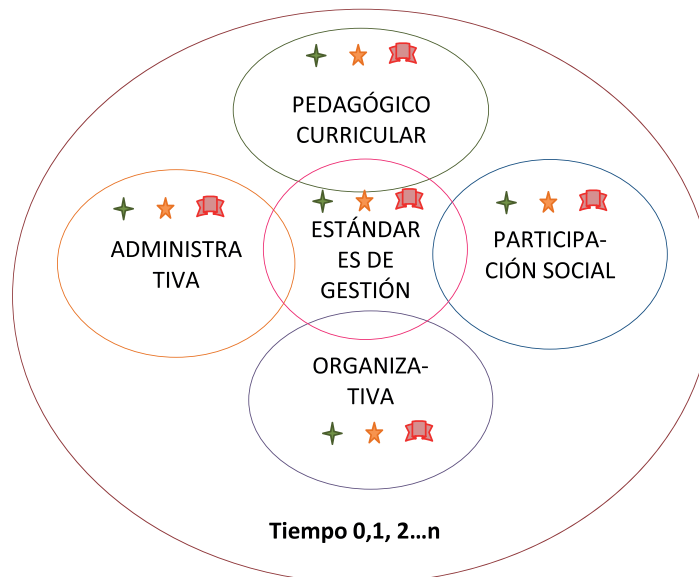 PEDAGÓGICO
CURRICULAR
ADMINISTRA
TIVA
ESTÁNDAR
ES DE
GESTIÓN
PARTICIPA-
CIÓN SOCIAL
ORGANIZA-
TIVA
Tiempo 0,1, 2...n